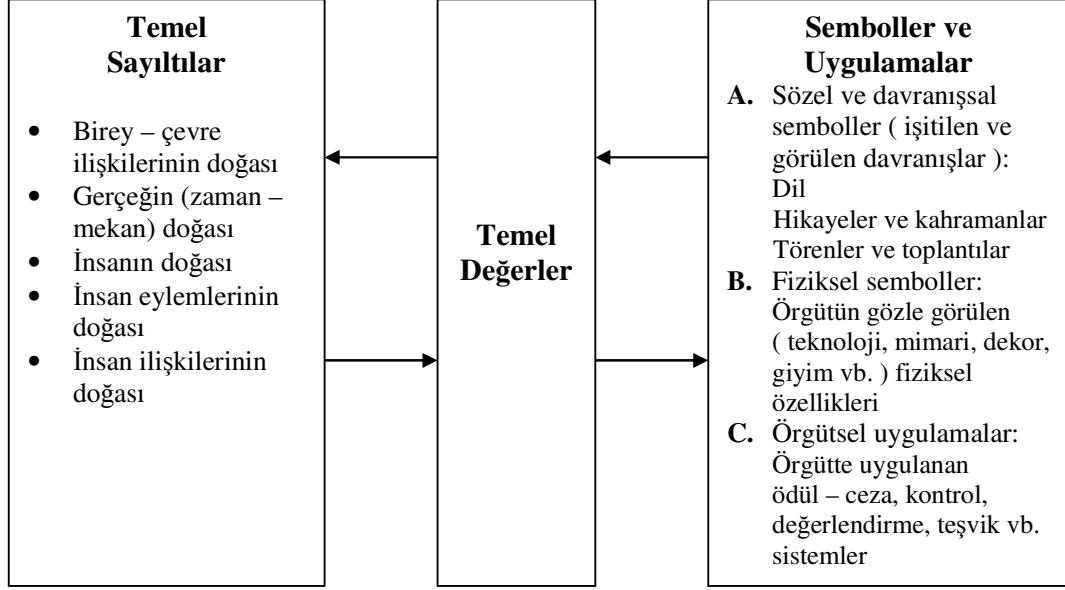 Temel
Sayıltılar
• Birey – çevre
ilişkilerinin doğası
• Gerçeğin (zaman –
mekan) doğası
• İnsanın doğası
• İnsan eylemlerinin
doğası
• İnsan ilişkilerinin
doğası
Temel
Değerler
Semboller ve
Uygulamalar
A. Sözel ve davranışsal
semboller ( işitilen ve
görülen davranışlar ):
Dil
Hikayeler ve kahramanlar
Törenler ve toplantılar
B. Fiziksel semboller:
Örgütün gözle görülen
( teknoloji, mimari, dekor,
giyim vb. ) fiziksel
özellikleri
C. Örgütsel uygulamalar:
Örgütte uygulanan
ödül – ceza, kontrol,
değerlendirme, teşvik vb.
sistemler